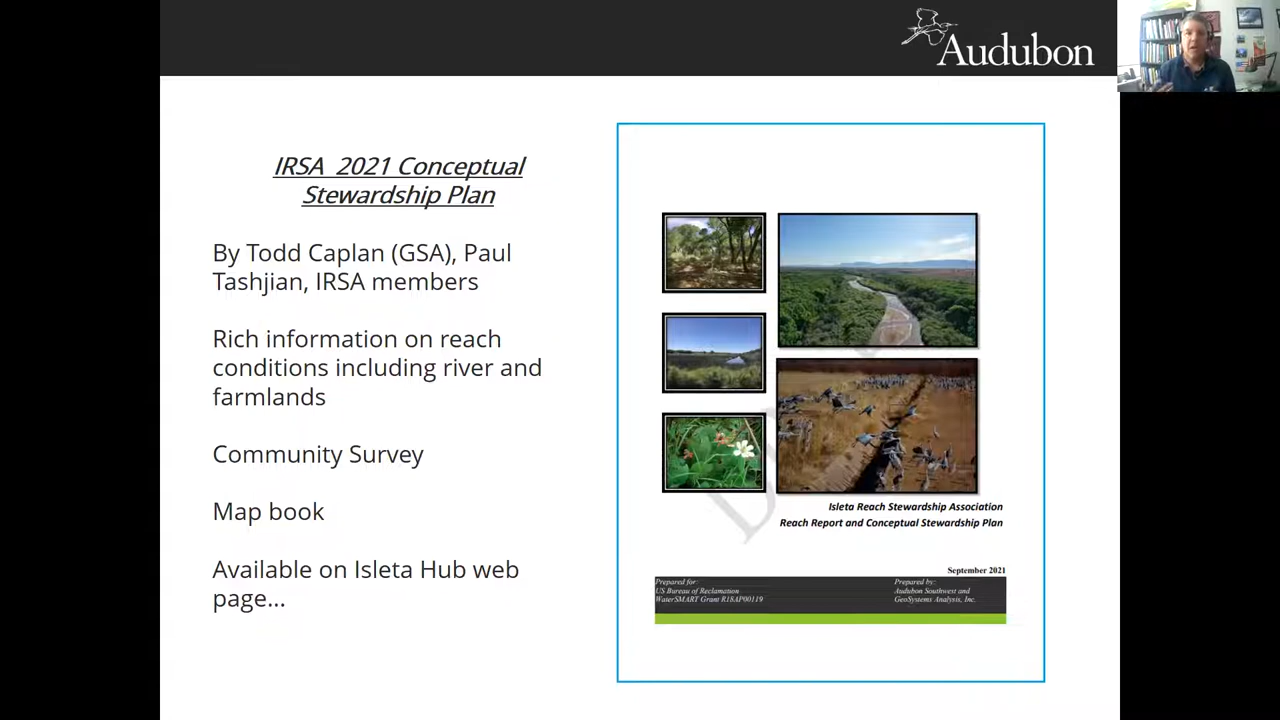 Audubon
IRSA 2021 Conceptual
Stewardship Plan
By Todd Caplan (GSA), Paul
Tashjian, IRSA members
Rich information on reach
conditions including river and
farmlands
Community Survey
Map book
Available on Isleta Hub web
page...
Isleta Reach Stewardship Association
Reach Report and Conceptual Stewardship Plan
September 2021
Prepared for:
US Bureau of Reclamation
WaterSMART Grant R18AP00119
Prepared by:
Audubon Southwest and
GeoSystems Analysis, Inc.